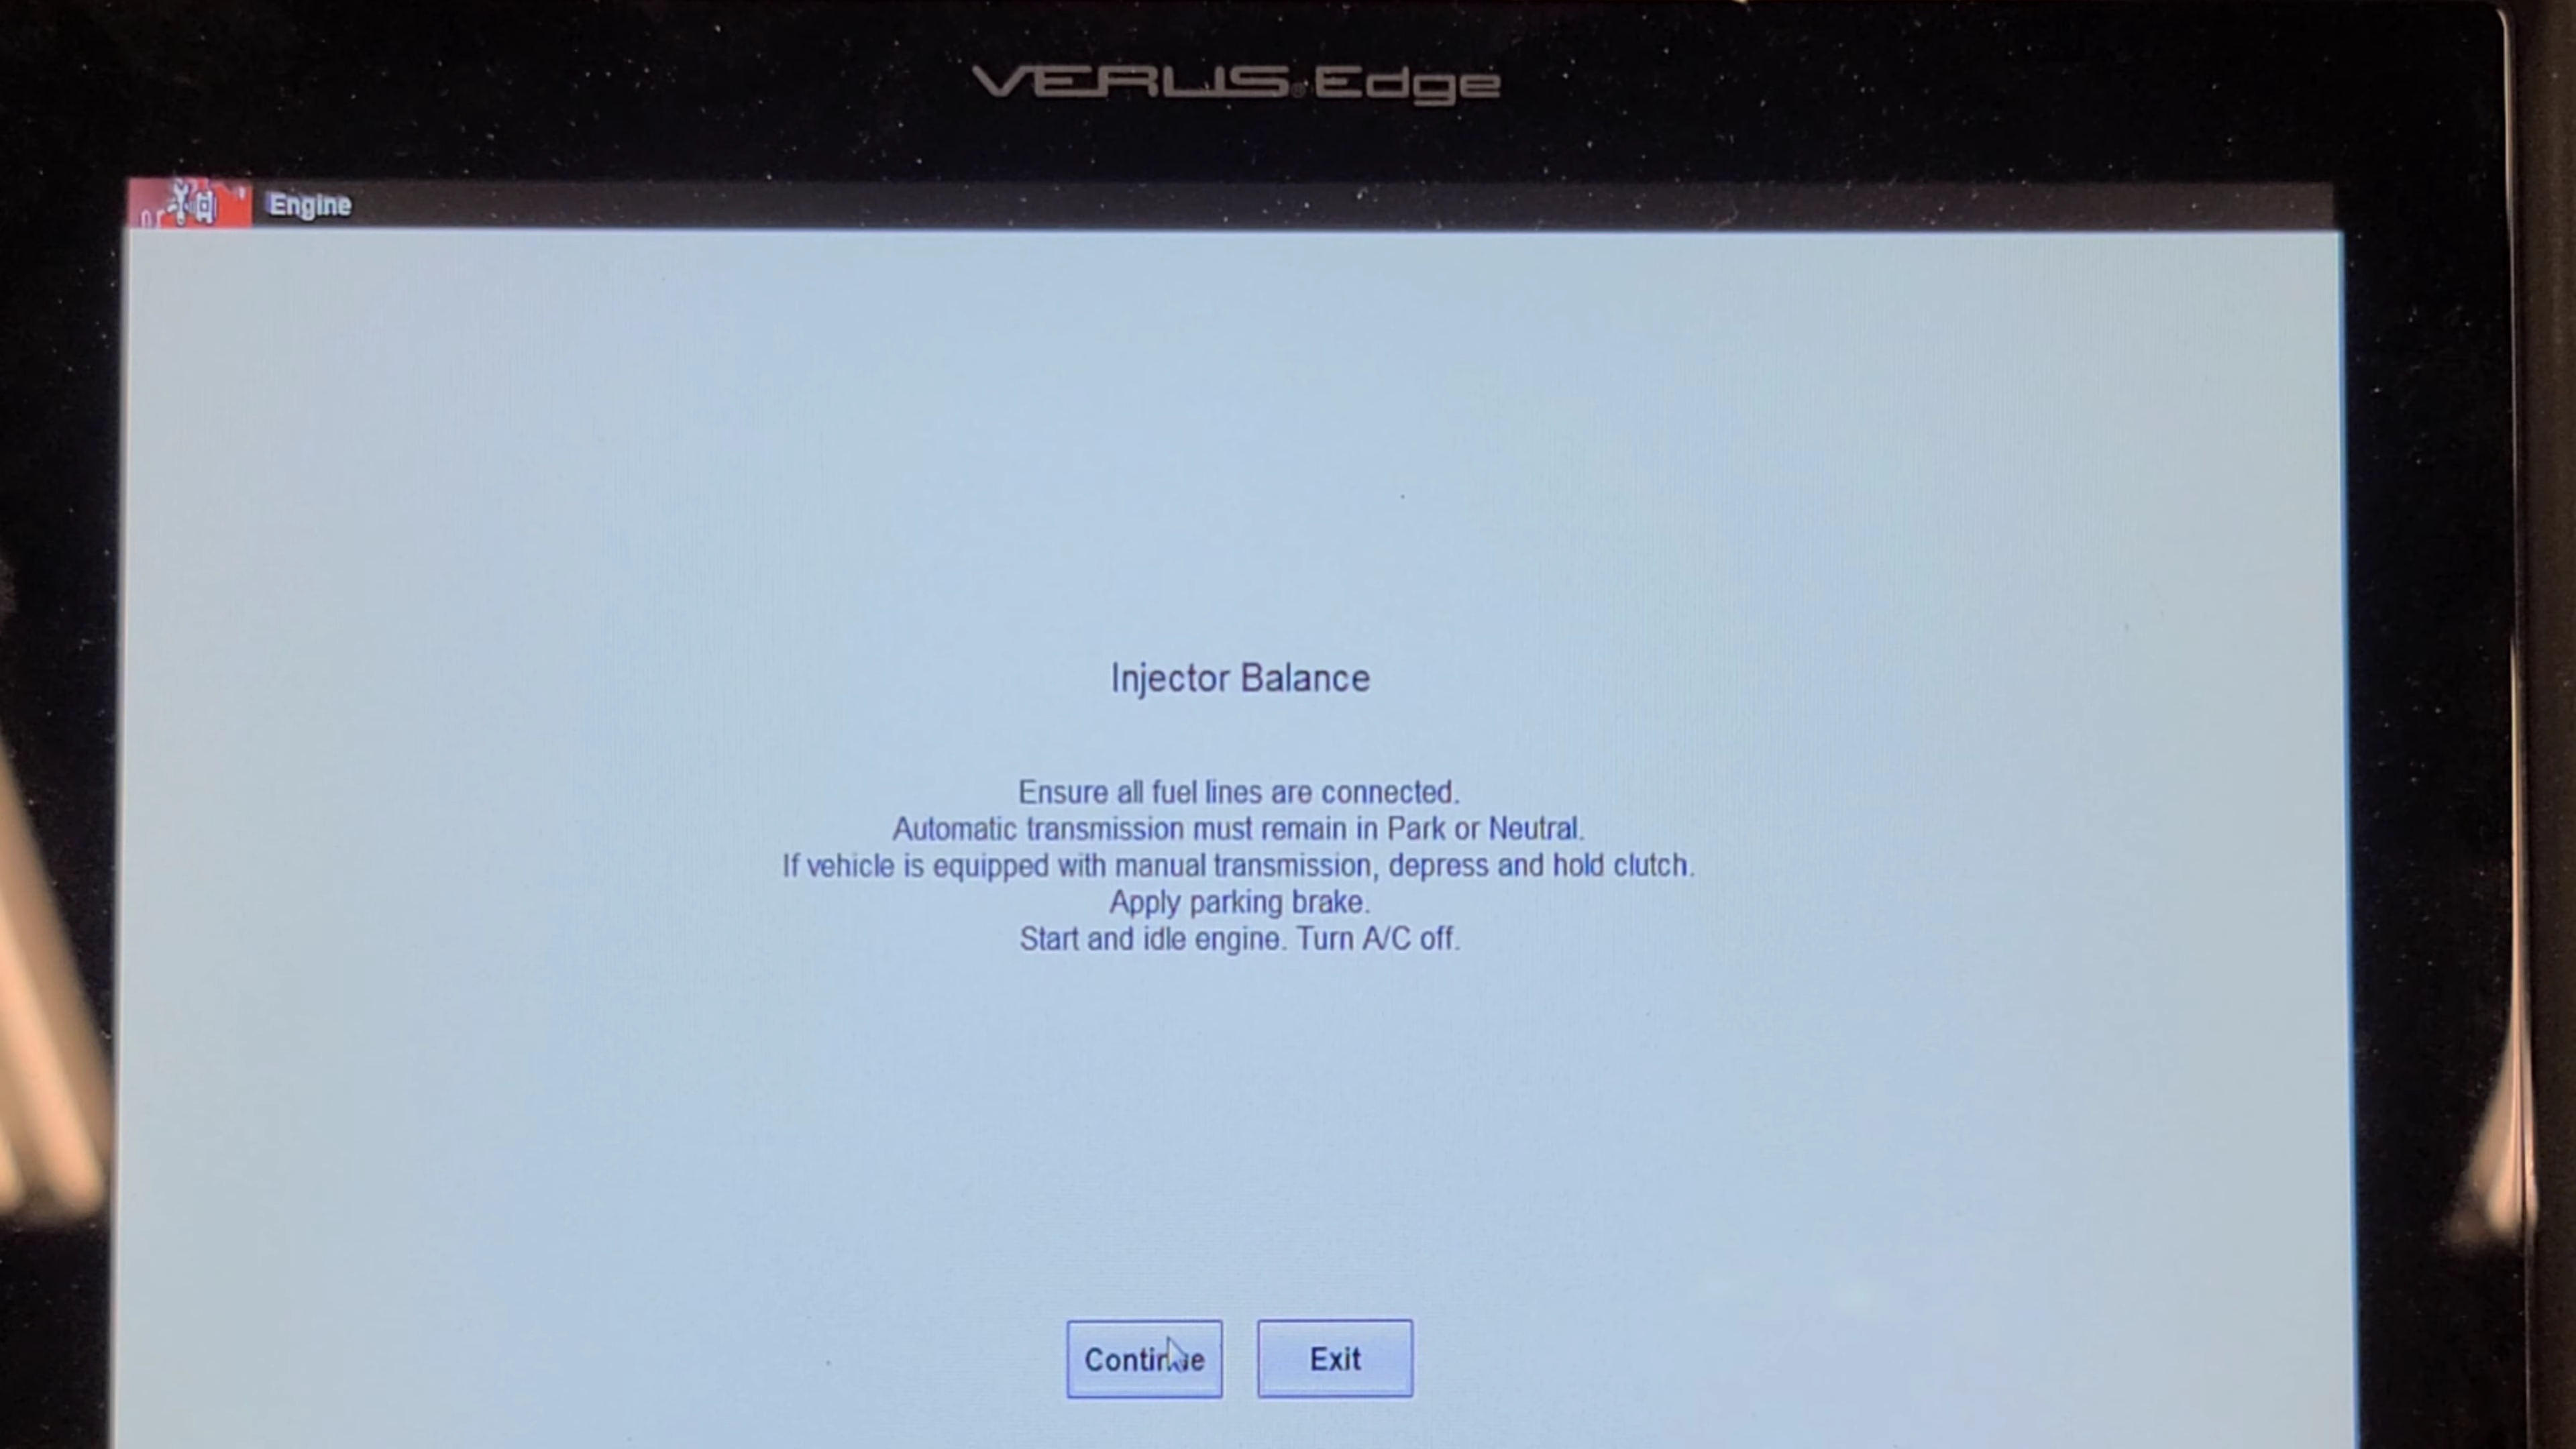 VERUS® Edge
Engine
Injector Balance
Ensure all fuel lines are connected.
Automatic transmission must remain in Park or Neutral.
If vehicle is equipped with manual transmission, depress and hold clutch.
Apply parking brake.
Start and idle engine. Turn A/C off.
Continue
Exit